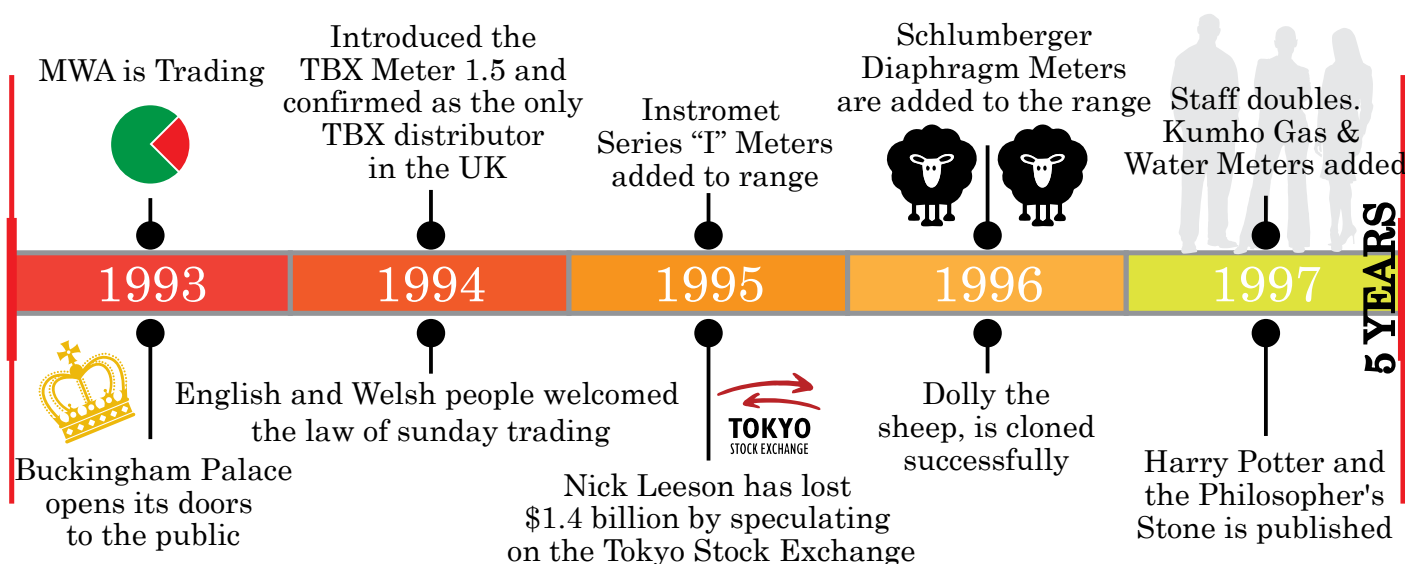 MWA is Trading
Introduced the
TBX Meter 1.5 and
confirmed as the only
TBX distributor
in the UK
Instromet
Series “I” Meters
added to range
Schlumberger
Diaphragm Meters
are added to the range
Staff doubles.
Kumho Gas &
Water Meters added
1993
1994
1995
1996
1997
5 YEARS
Buckingham Palace
opens its doors
to the public
English and Welsh people welcomed
the law of sunday trading
TOKYO
STOCK EXCHANGE
Nick Leeson has lost
$1.4 billion by speculating
on the Tokyo Stock Exchange
Dolly the
sheep, is cloned
successfully
Harry Potter and
the Philosopher's
Stone is published